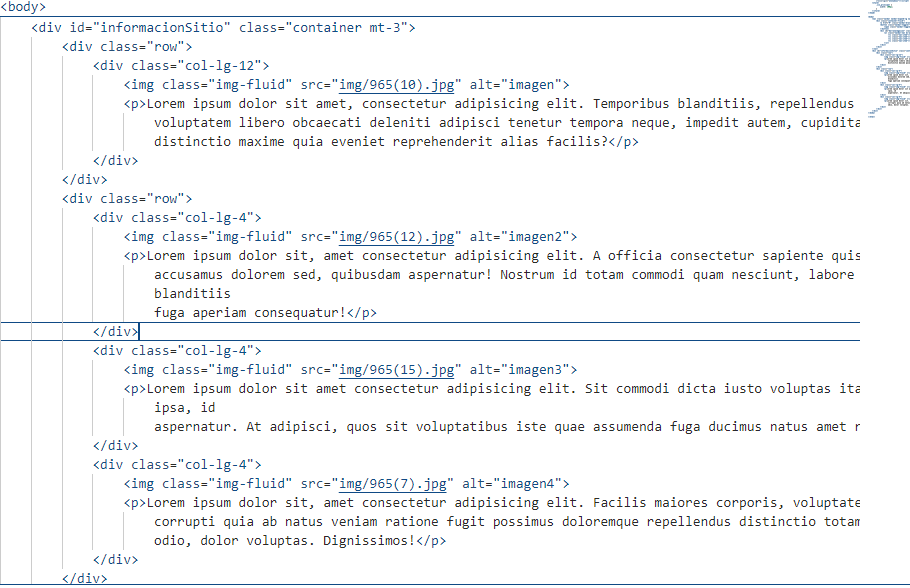 <body>
<div id="informacionSitio" class="container mt-3">
<div class="row">
<div class="col-lg-12">
<img class="img-fluid" src="img/965(10).jpg" alt="imagen">
<p>Lorem ipsum dolor sit amet, consectetur adipisicing elit. Temporibus blanditiis, repellendus
voluptatem libero obcaecati deleniti adipisci tenetur tempora neque, impedit autem, cupidita
distinctio maxime quia eveniet reprehenderit alias facilis?</p>
</div>
</div>
<div class="row">
<div class="col-lg-4">
<img class="img-fluid" src="img/965(12).jpg" alt="imagen2">
<p>Lorem ipsum dolor sit, amet consectetur adipisicing elit. A officia consectetur sapiente quis
accusamus dolorem sed, quibusdam aspernatur! Nostrum id totam commodi quam nesciunt, labore
blanditiis
fuga aperiam consequatur!</p>
</div>
<div class="col-lg-4">
<img class="img-fluid" src="img/965(15).jpg" alt="imagen3">
<p>Lorem ipsum dolor sit amet consectetur adipisicing elit. Sit commodi dicta iusto voluptas ita
ipsa, id
aspernatur. At adipisci, quos sit voluptatibus iste quae assumenda fuga ducimus natus amet r
</div>
<div class="col-lg-4">
<img class="img-fluid" src="img/965(7).jpg" alt="imagen4">
<p>Lorem ipsum dolor sit, amet consectetur adipisicing elit. Facilis maiores corporis, voluptate
corrupti quia ab natus veniam ratione fugit possimus doloremque repellendus distinctio totam
odio, dolor voluptas. Dignissimos!</p>
</div>
</div>